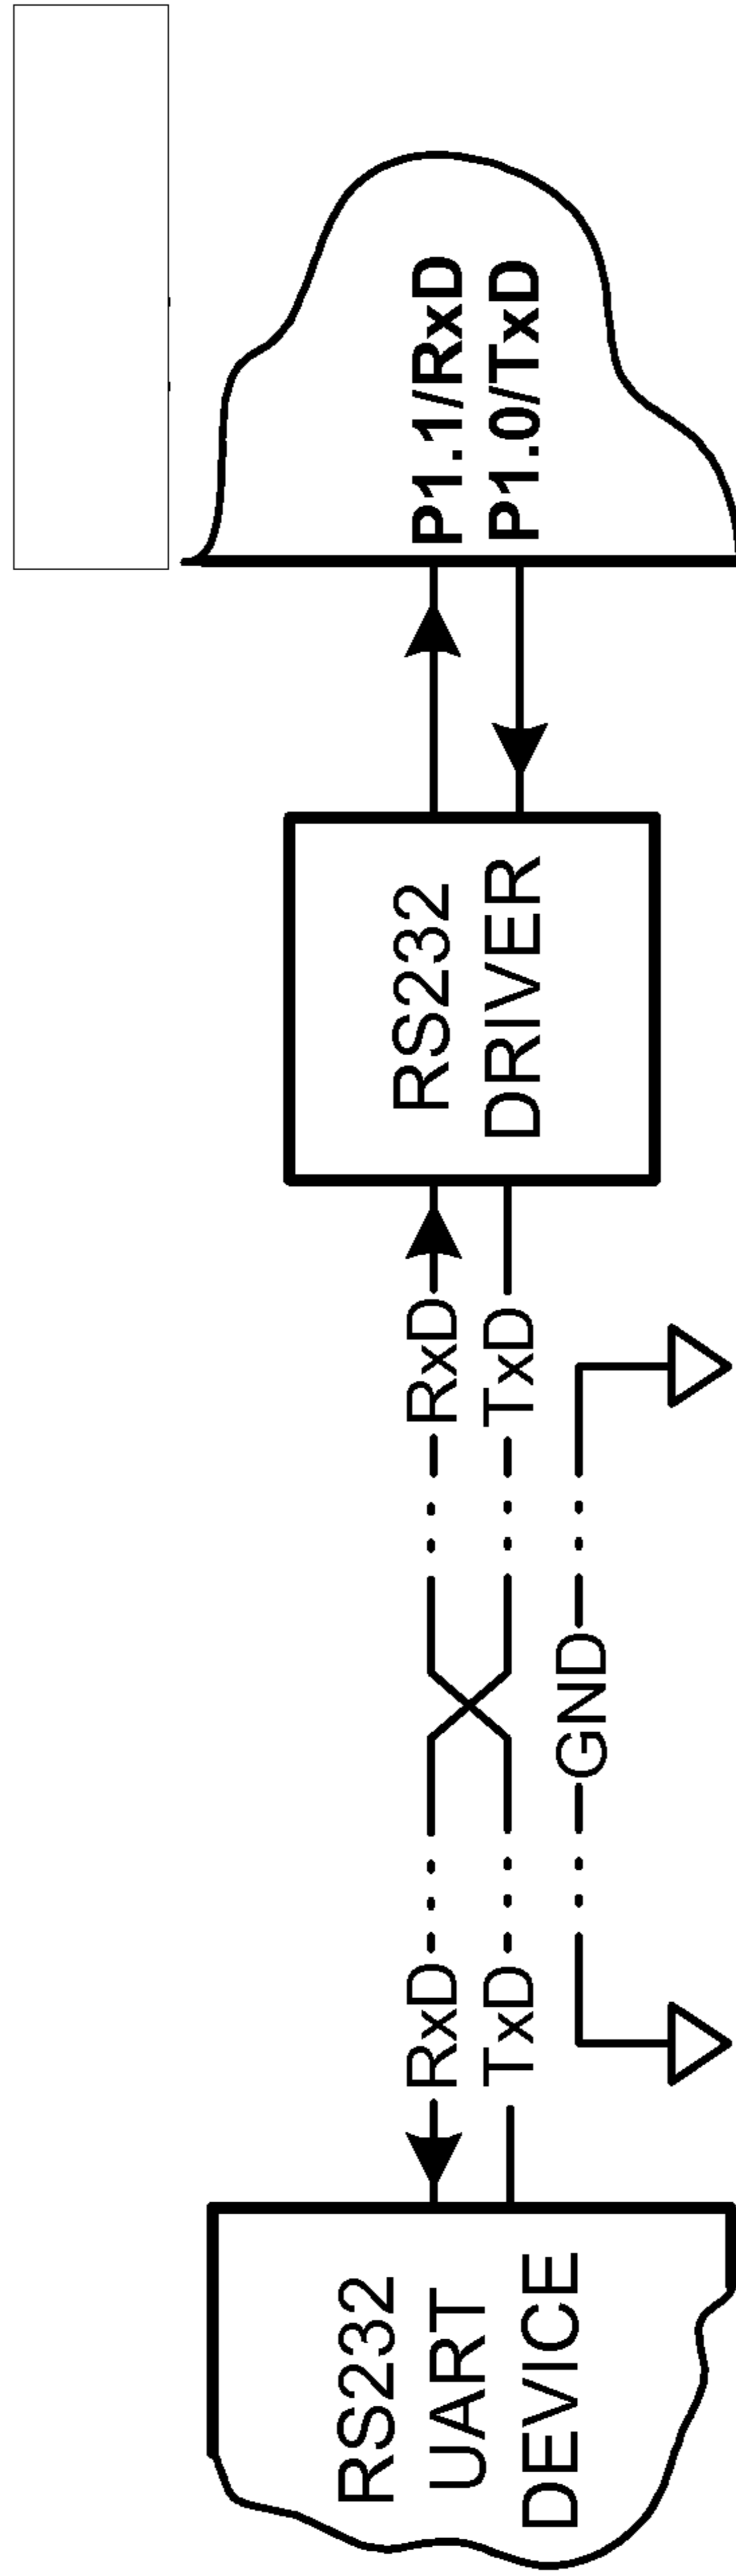 RS232
UART
DEVICE
RxD
TxD
GND
RxD
TxD
RS232
DRIVER
P1.1/RxD
P1.0/TxD